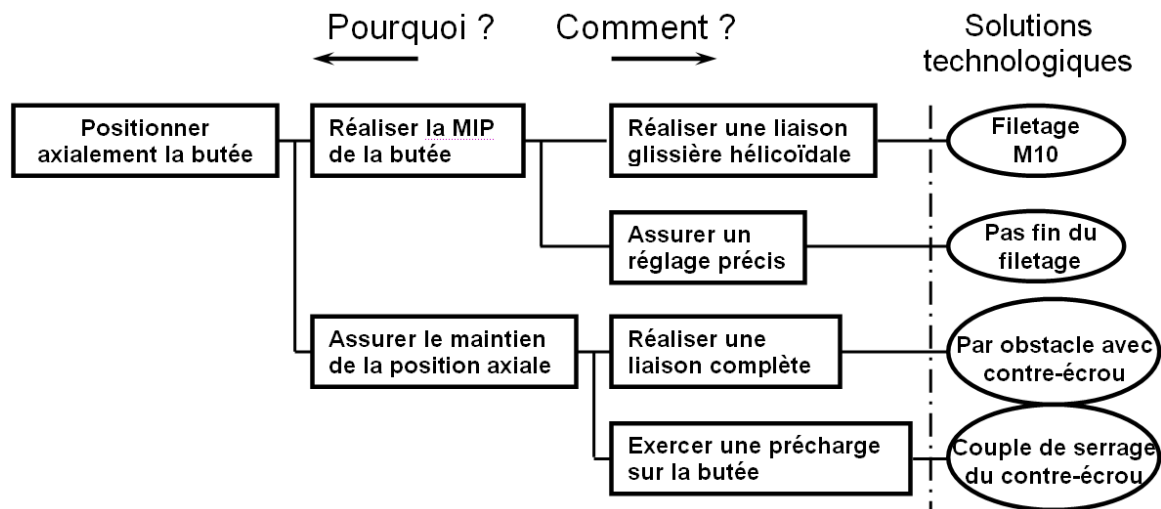 Pourquoi ?
Comment ?
Solutions
technologiques
Positionner
axialement la butée
Réaliser la MIP
de la butée
Réaliser une liaison
glissière hélicoïdale
Filetage
M10
Assurer un
réglage précis
Pas fin du
filetage
Assurer le maintien
de la position axiale
Réaliser une
liaison complète
Par obstacle avec
contre-écrou
Exercer une précharge
sur la butée
Couple de serrage
du contre-écrou